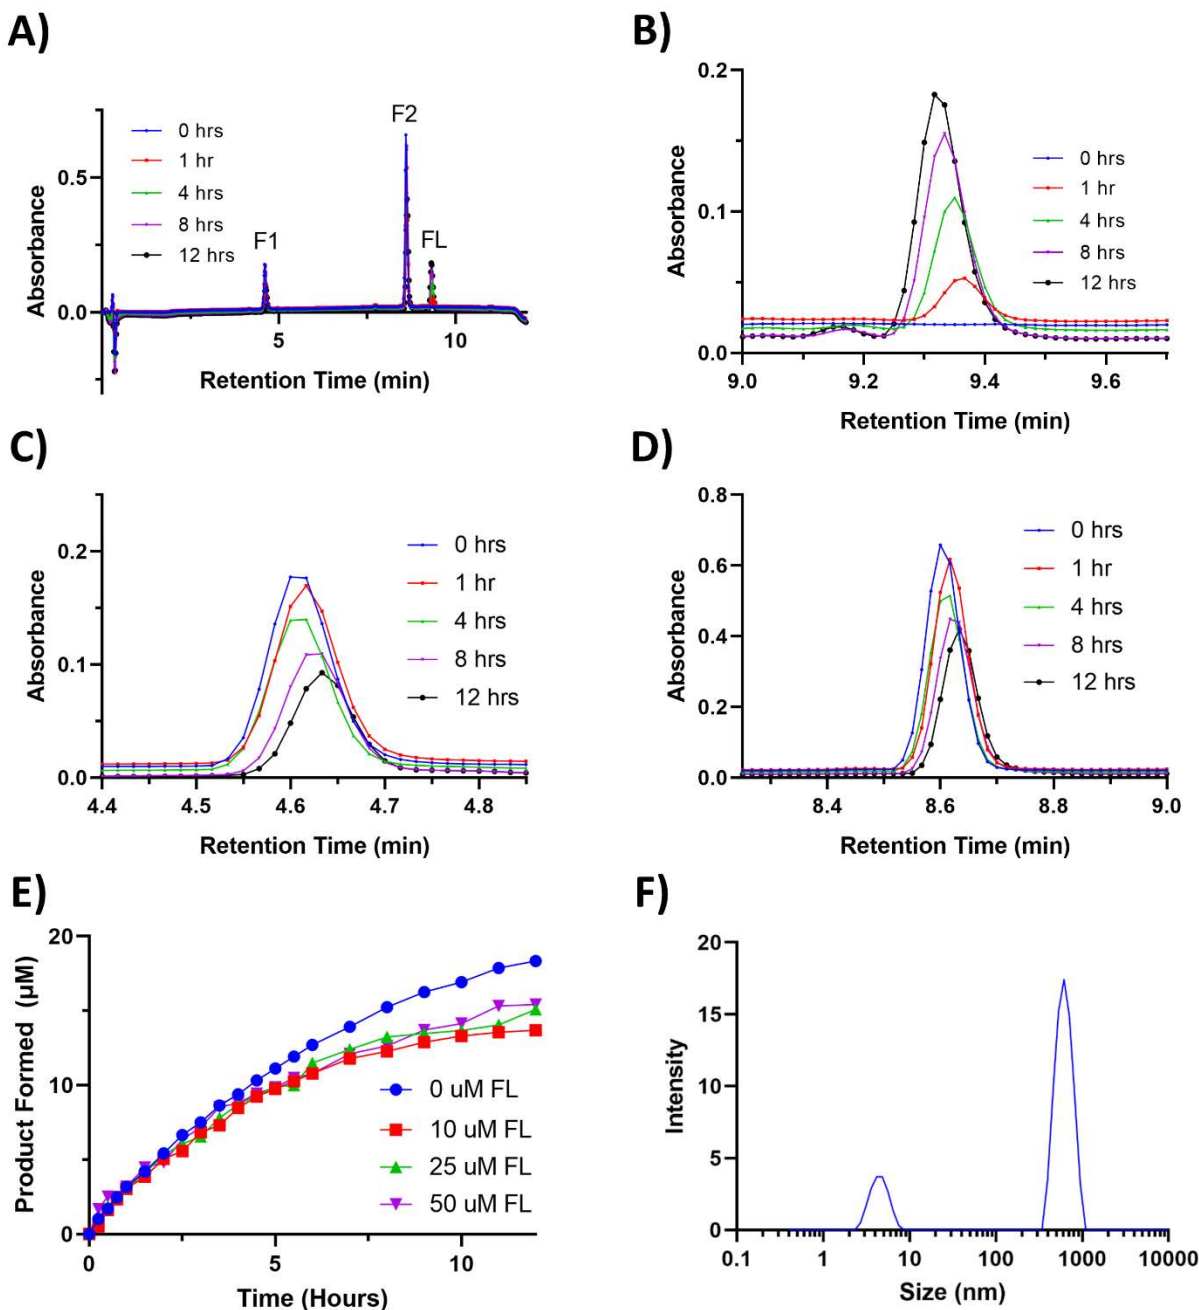 A)
0 hrs
1 hr
4 hrs
8 hrs
12 hrs
F1
F2
FL
0.5
0.0
5
10
Absorbance
Retention Time (min)
B)
0 hrs
1 hr
4 hrs
8 hrs
12 hrs
0.2
0.1
0.0
9.0 9.2 9.4 9.6
Absorbance
Retention Time (min)
C)
0 hrs
1 hr
4 hrs
8 hrs
12 hrs
0.2
0.1
0.0
4.4 4.5 4.6 4.7 4.8
Absorbance
Retention Time (min)
D)
0 hrs
1 hr
4 hrs
8 hrs
12 hrs
0.8
0.6
0.4
0.2
0.0
8.4 8.6 8.8 9.0
Absorbance
Retention Time (min)
E)
20
10
0
0 5 10
0 uM FL
10 uM FL
25 uM FL
50 uM FL
Product Formed (µM)
Time (Hours)
F)
20
15
10
5
0
0.1 1 10 100 1000 10000
Intensity
Size (nm)